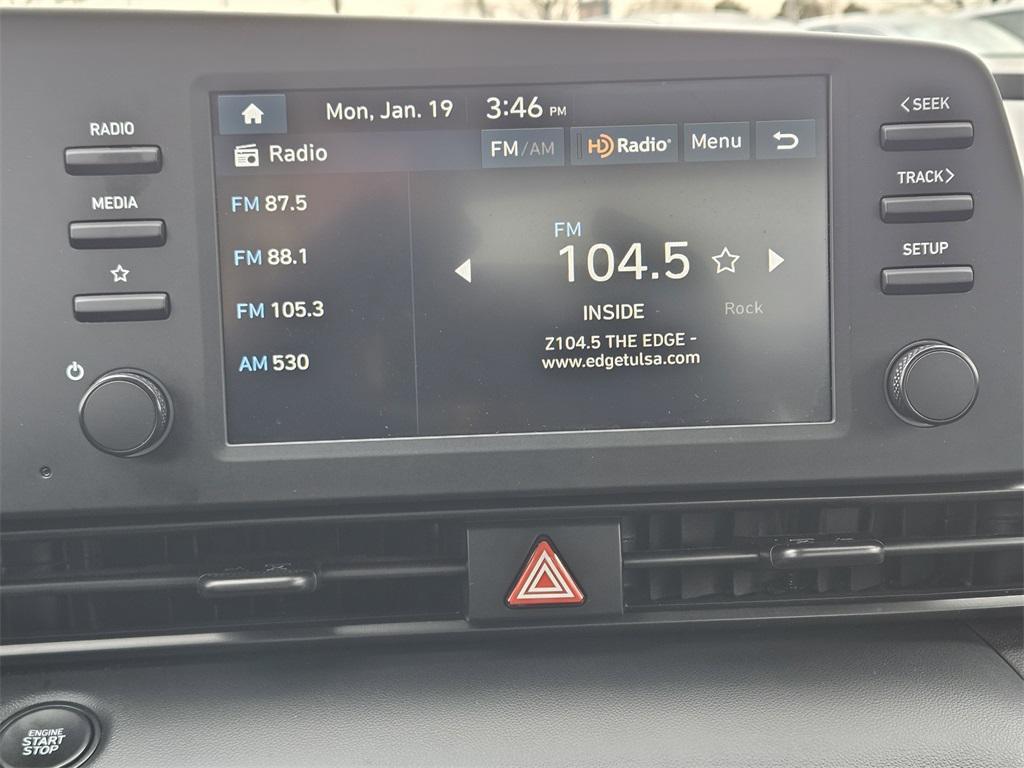 RADIO
MEDIA
Mon, Jan. 19 3:46 PM
Radio
FM/AM HD Radio® Menu
FM 87.5
FM 88.1
FM 105.3
AM 530
FM
104.5
INSIDE
Rock
Z104.5 THE EDGE -
www.edgetulsa.com
<SEEK
TRACK>
SETUP
ENGINE
START
STOP